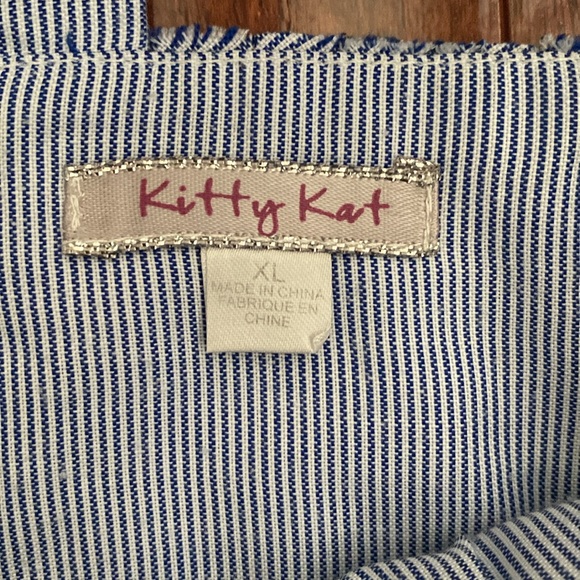 Kitty Kat
XL
MADE IN CHINA
FABRIQUE EN
CHINE